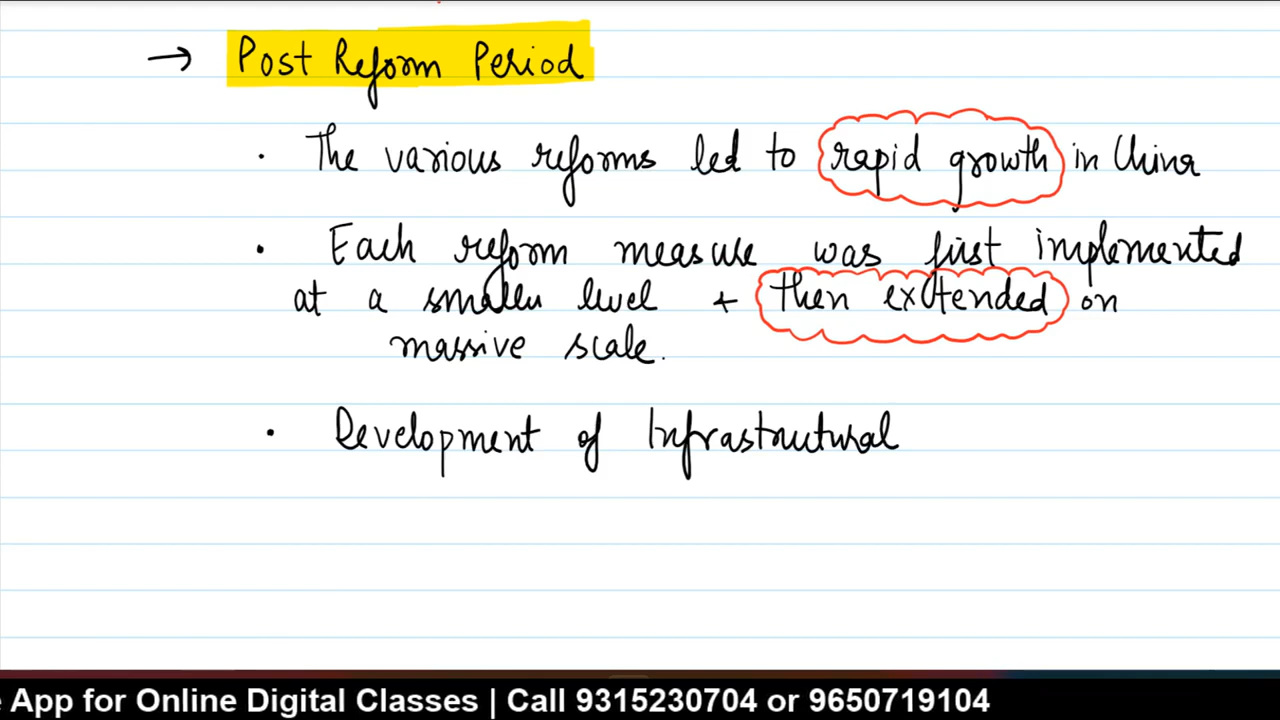 → Post Reform Period
· The various reforms led to rapid growth in China
· Each reform measure was first implemented
at a smaller level + then extended on
massive scale.
· Development of Infrastructural
App for Online Digital Classes | Call 9315230704 or 9650719104